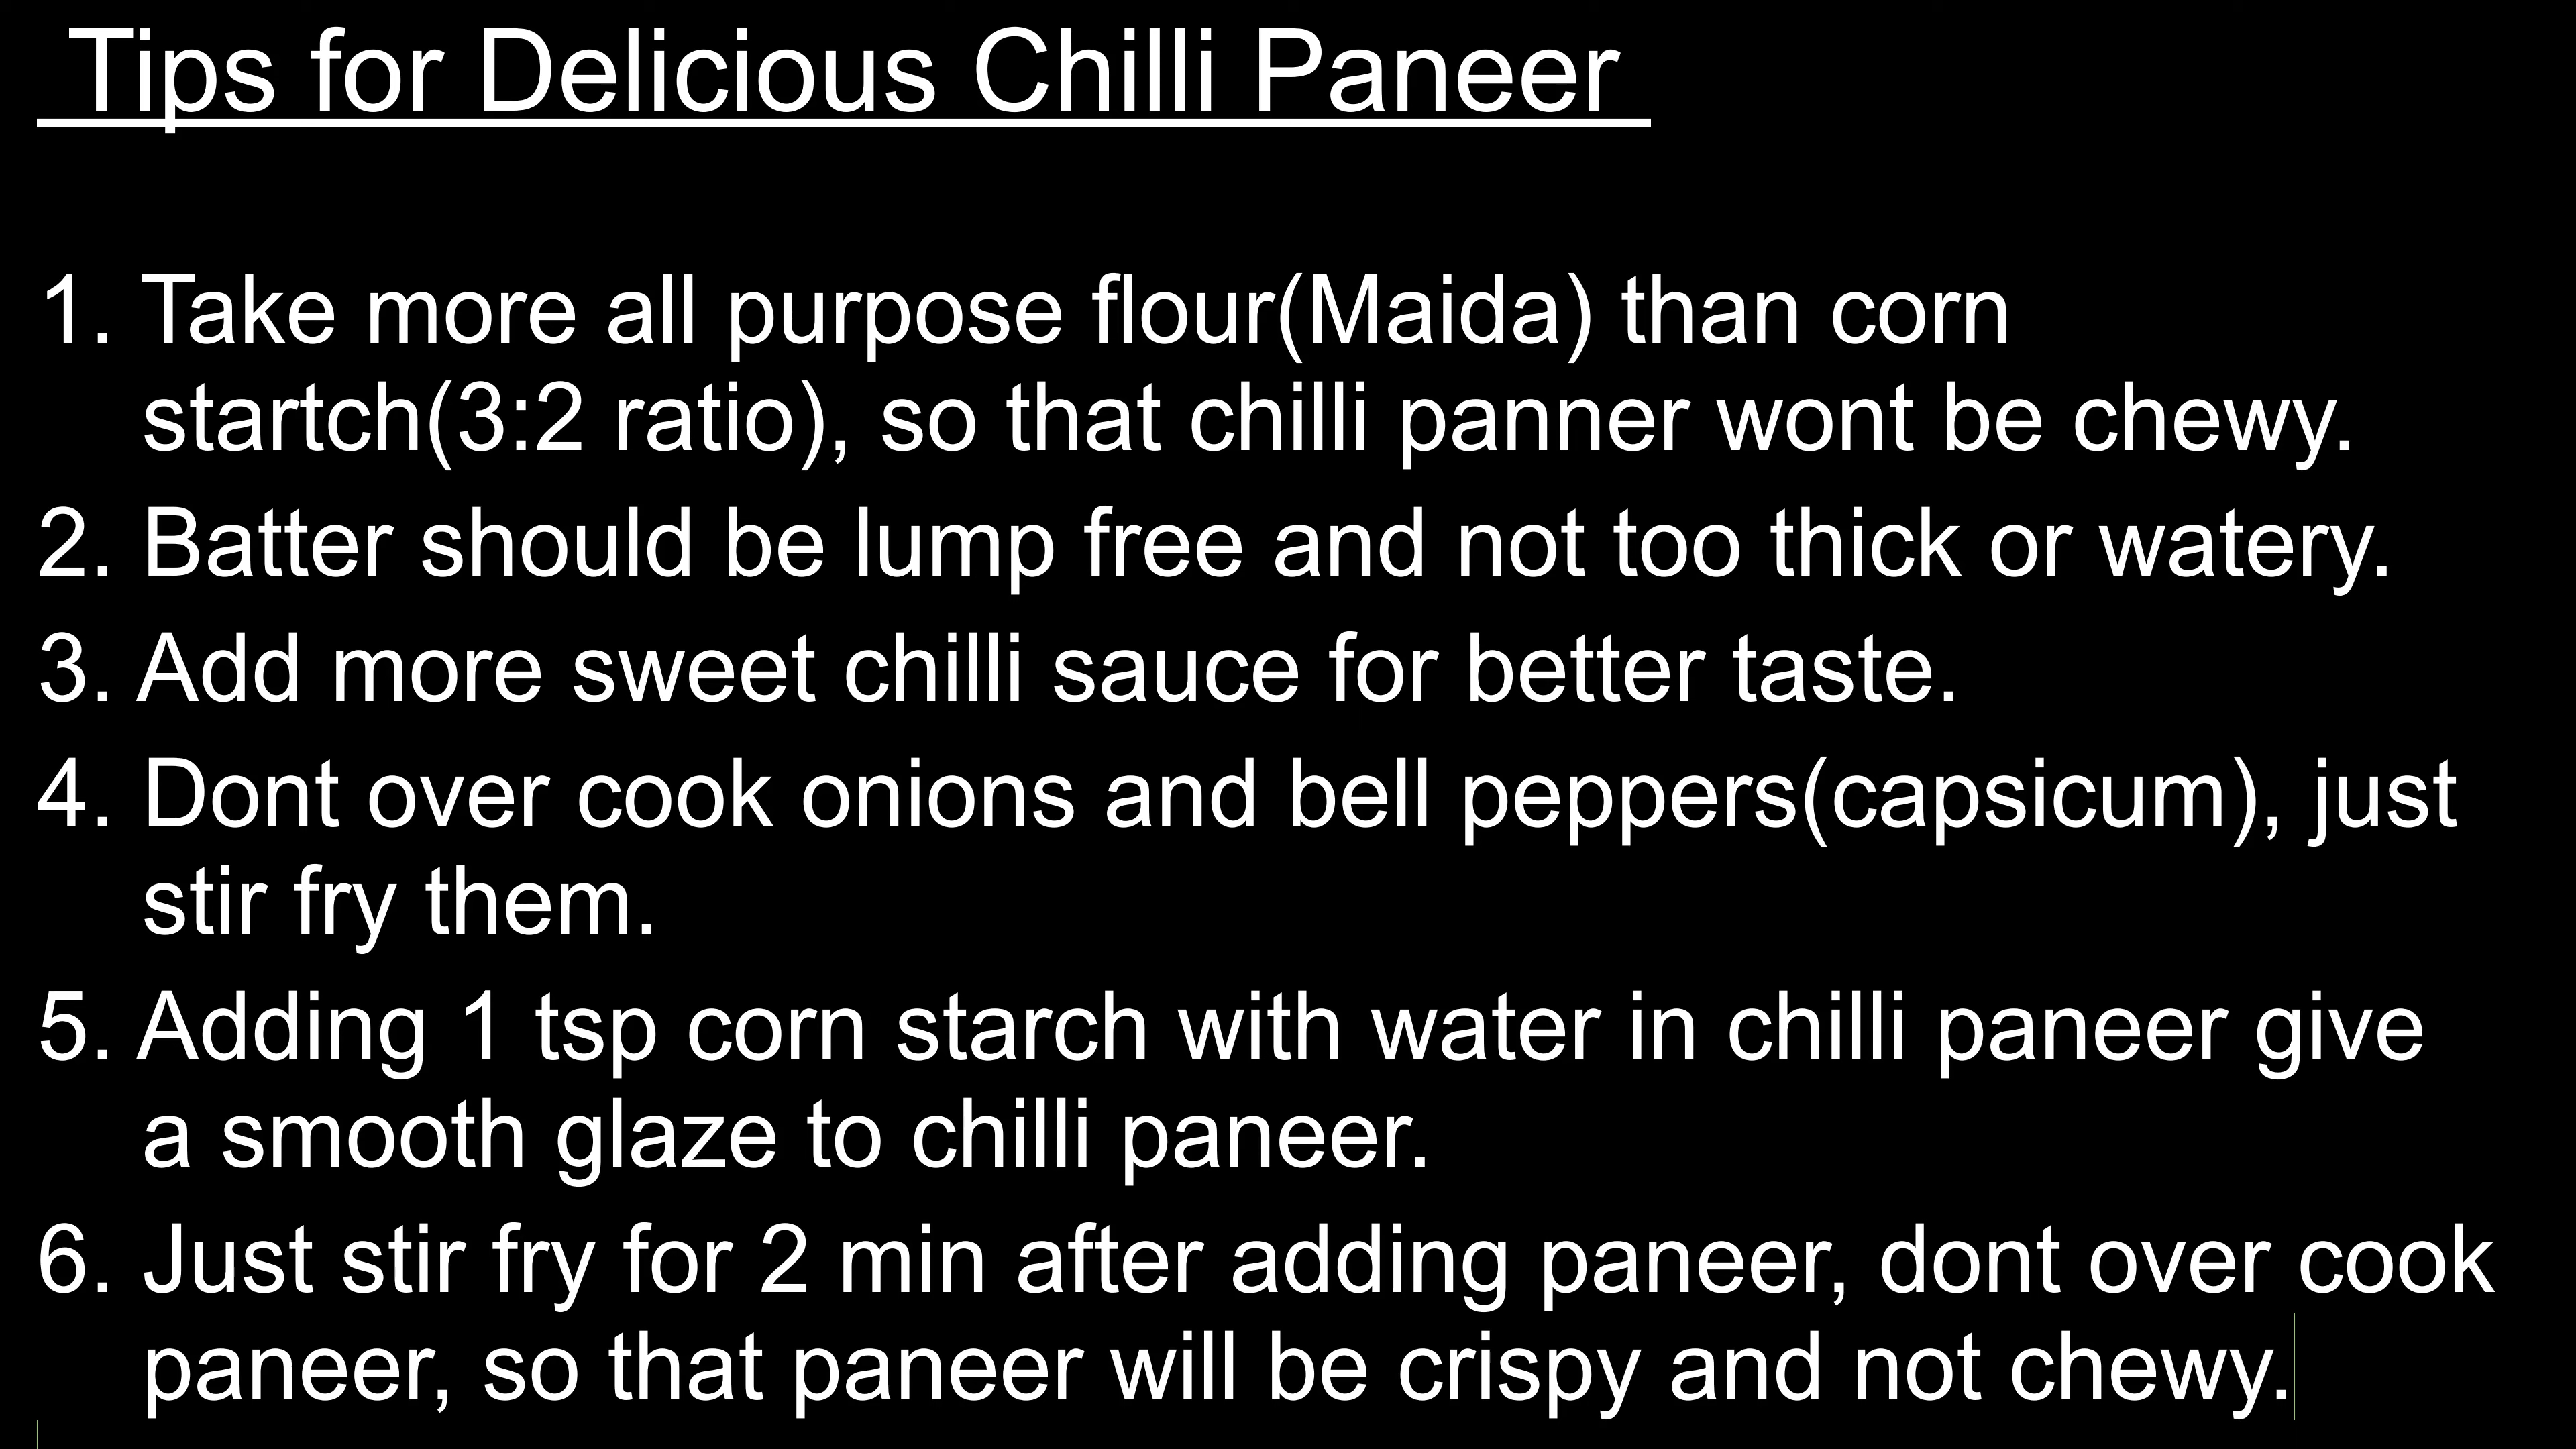 Tips for Delicious Chilli Paneer
1. Take more all purpose flour(Maida) than corn
startch(3:2 ratio), so that chilli panner wont be chewy.
2. Batter should be lump free and not too thick or watery.
3. Add more sweet chilli sauce for better taste.
4. Dont over cook onions and bell peppers(capsicum), just
stir fry them.
5. Adding 1 tsp corn starch with water in chilli paneer give
a smooth glaze to chilli paneer.
6. Just stir fry for 2 min after adding paneer, dont over cook
paneer, so that paneer will be crispy and not chewy.